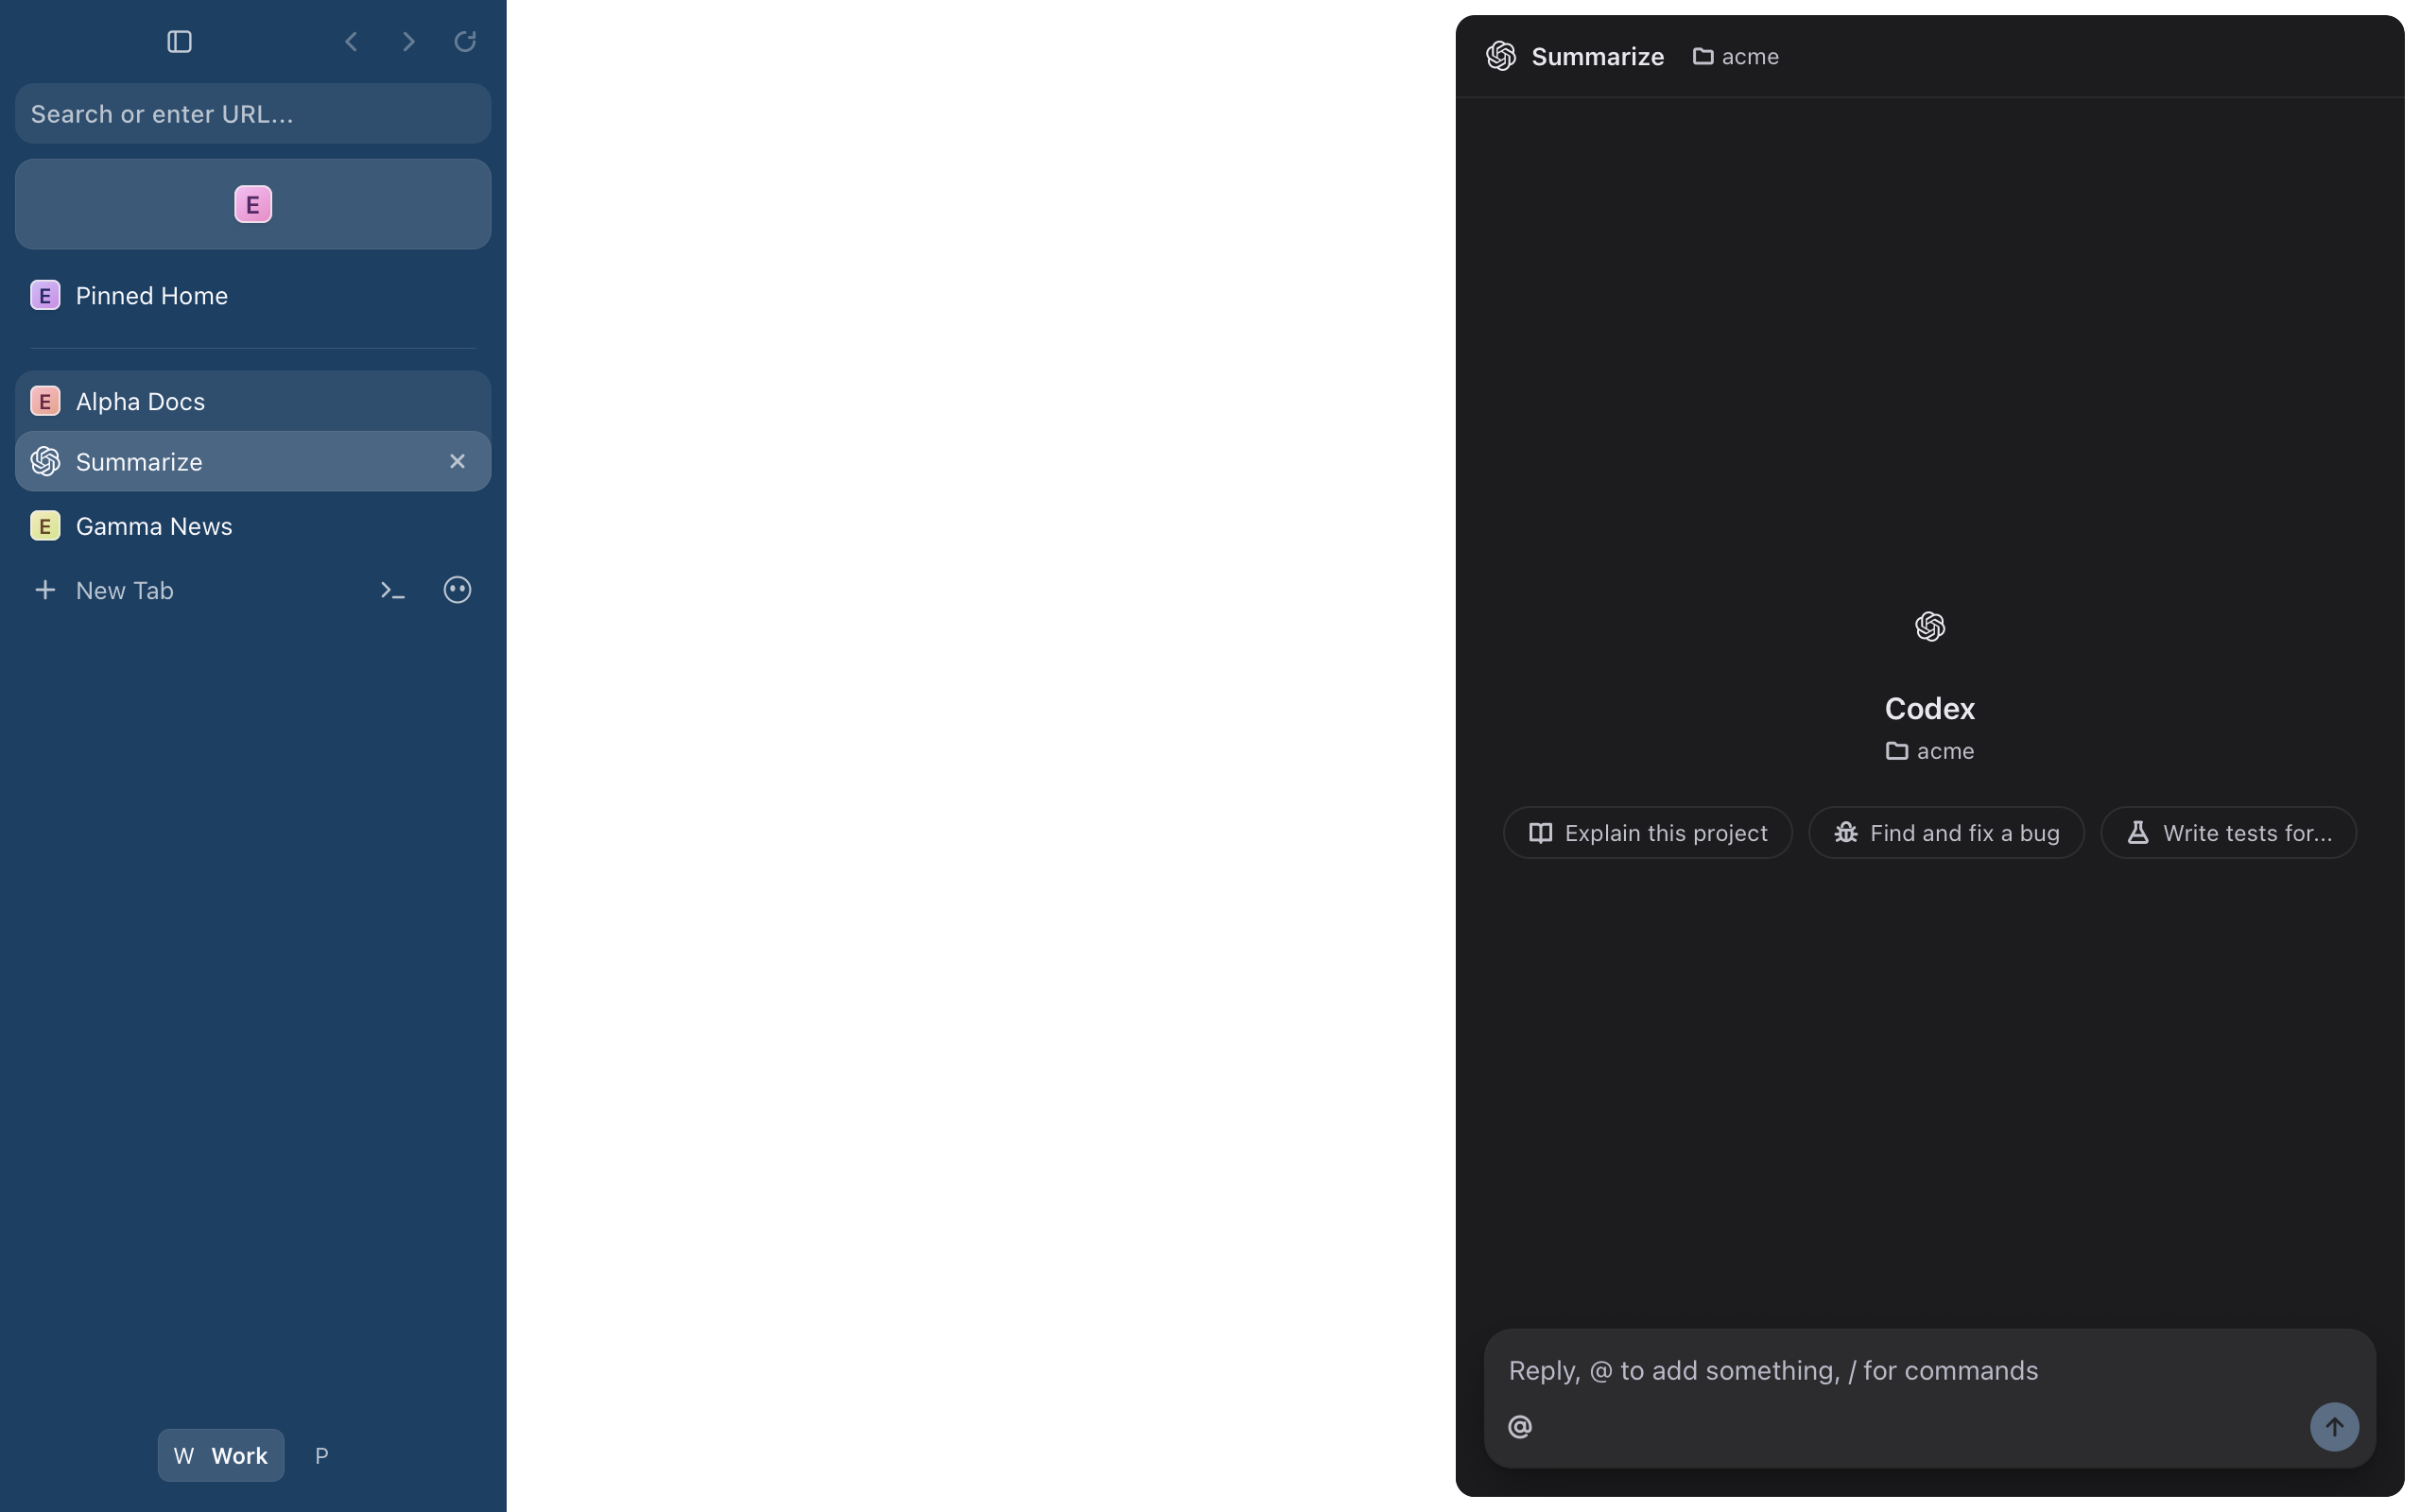 Search or enter URL...
E
E Pinned Home
E Alpha Docs
Summarize
E Gamma News
New Tab
W Work P
Summarize acme
Codex
acme
Explain this project Find and fix a bug Write tests for...
Reply, @ to add something, / for commands
@